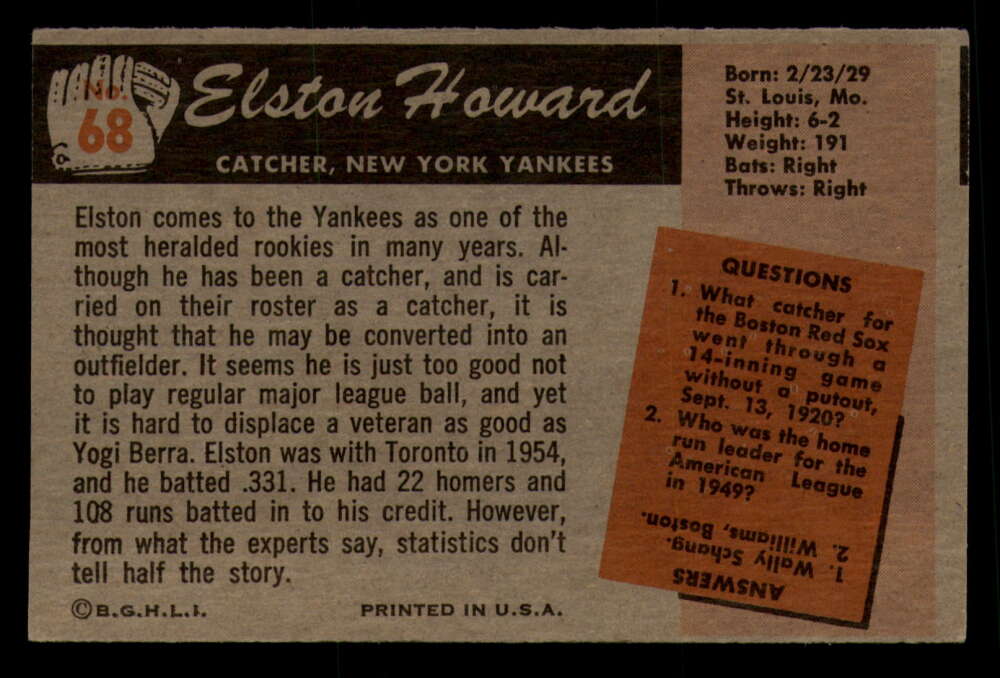 No.
68
Elston Howard
CATCHER, NEW YORK YANKEES
Born: 2/23/29
St. Louis, Mo.
Height: 6-2
Weight: 191
Bats: Right
Throws: Right
Elston comes to the Yankees as one of the
most heralded rookies in many years. Al-
though he has been a catcher, and is car-
ried on their roster as a catcher, it is
thought that he may be converted into an
outfielder. It seems he is just too good not
to play regular major league ball, and yet
it is hard to displace a veteran as good as
Yogi Berra. Elston was with Toronto in 1954,
and he batted .331. He had 22 homers and
108 runs batted in to his credit. However,
from what the experts say, statistics don't
tell half the story.
©B.G.H.L.I. PRINTED IN U.S.A.
QUESTIONS
1. What catcher for
the Boston Red Sox
went through a
14-inning game
without a putout,
Sept. 13, 1920?
2. Who was the home
run leader for the
American League
in 1949?
ANSWERS
1. Wally Schang.
2. Williams, Boston.